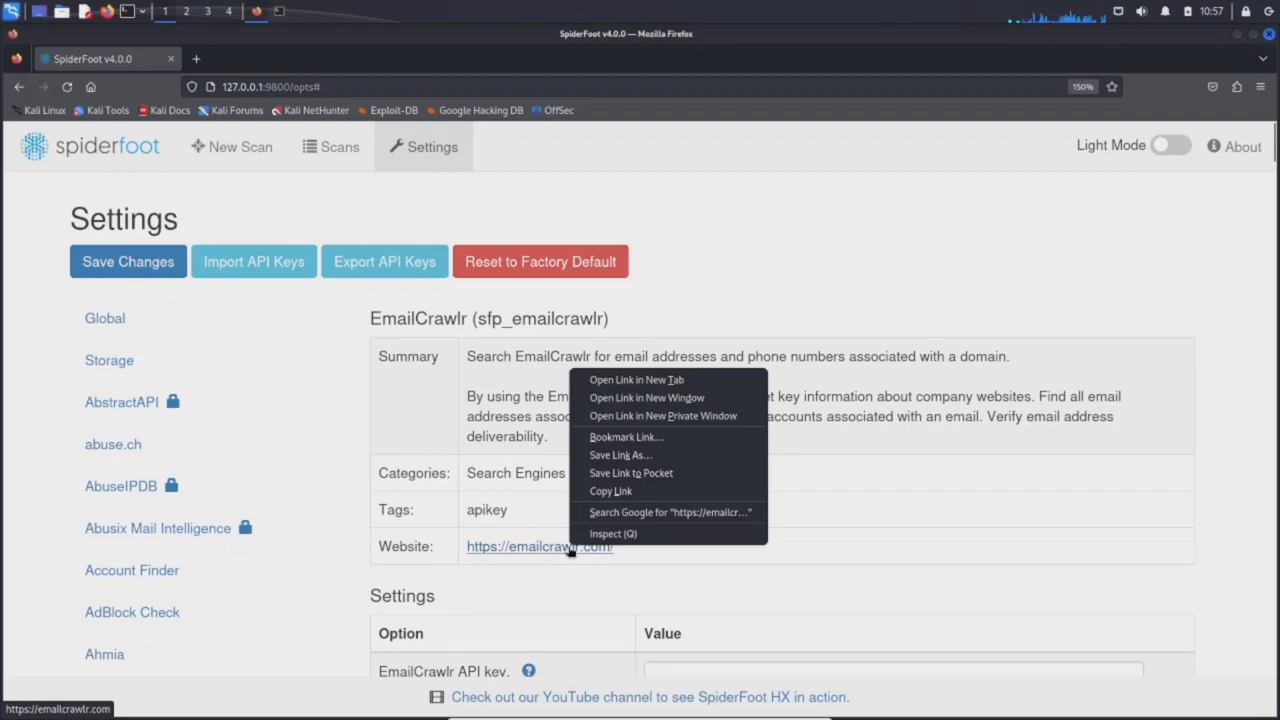 1 2 3 4
10:57
SpiderFoot v4.0.0 — Mozilla Firefox
SpiderFoot v4.0.0
127.0.0.1:9800/opts#
150%
Kali Linux Kali Tools Kali Docs Kali Forums Kali NetHunter Exploit-DB Google Hacking DB OffSec
spiderfoot New Scan Scans Settings Light Mode About
Settings
Save Changes Import API Keys Export API Keys Reset to Factory Default
Global
Storage
AbstractAPI
abuse.ch
AbuseIPDB
Abusix Mail Intelligence
Account Finder
AdBlock Check
Ahmia
EmailCrawlr (sfp_emailcrawlr)
Summary
Search EmailCrawlr for email addresses and phone numbers associated with a domain.
By using the Em
t key information about company websites. Find all email
addresses assoc
accounts associated with an email. Verify email address
deliverability.
Categories: Search Engines
Tags: apikey
Website: https://emailcrawlr.com/
Open Link in New Tab
Open Link in New Window
Open Link in New Private Window
Bookmark Link...
Save Link As...
Save Link to Pocket
Copy Link
Search Google for "https://emailcr..."
Inspect (Q)
Settings
Option Value
EmailCrawlr API key.
Check out our YouTube channel to see SpiderFoot HX in action.
https://emailcrawlr.com